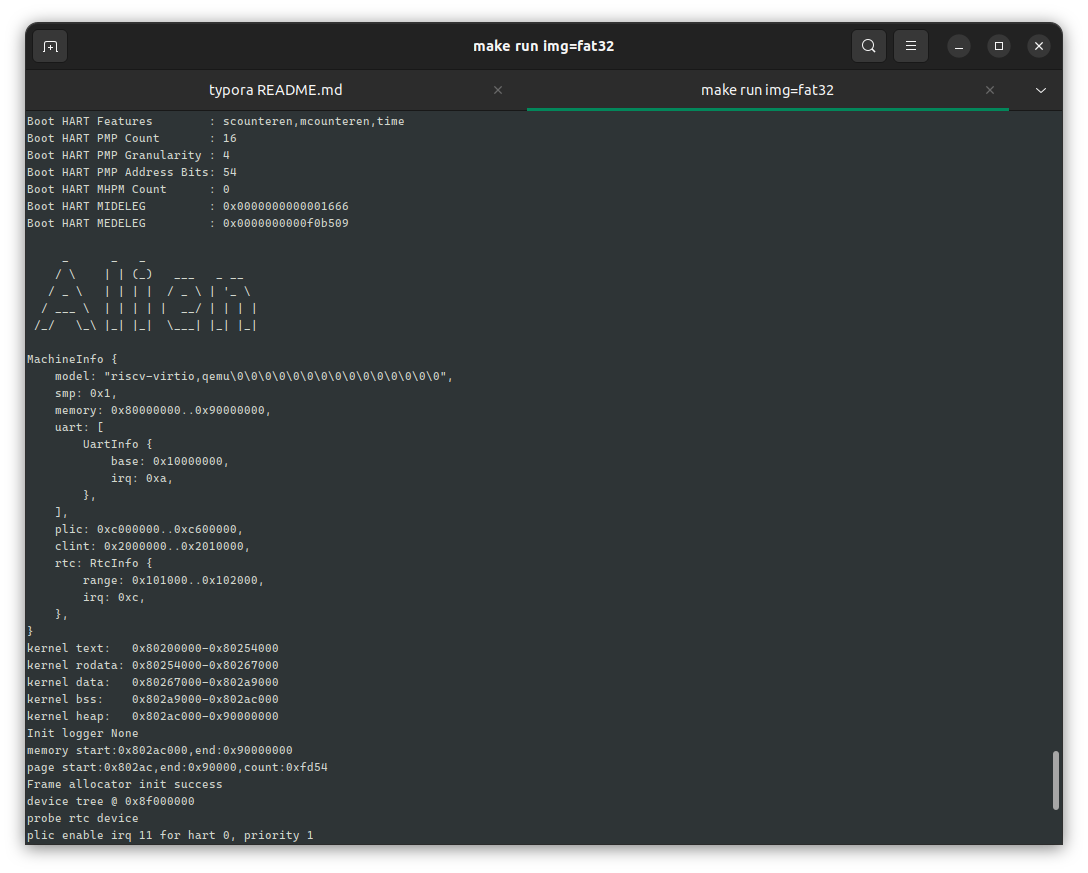 make run img=fat32
typora README.md
make run img=fat32
Boot HART Features        : scounteren,mcounteren,time
Boot HART PMP Count       : 16
Boot HART PMP Granularity : 4
Boot HART PMP Address Bits: 54
Boot HART MHPM Count      : 0
Boot HART MIDELEG         : 0x0000000000001666
Boot HART MEDELEG         : 0x0000000000f0b509
     _      _   _
    / \    | | (_)   ___   _ __
   / _ \   | | | |  / _ \ | '_ \
  / ___ \  | | | | |  __/ | | | |
 /_/   \_\ |_| |_|  \___| |_| |_|
MachineInfo {
    model: "riscv-virtio,qemu\0\0\0\0\0\0\0\0\0\0\0\0\0\0\0",
    smp: 0x1,
    memory: 0x80000000..0x90000000,
    uart: [
        UartInfo {
            base: 0x10000000,
            irq: 0xa,
        },
    ],
    plic: 0xc000000..0xc600000,
    clint: 0x2000000..0x2010000,
    rtc: RtcInfo {
        range: 0x101000..0x102000,
        irq: 0xc,
    },
}
kernel text:   0x80200000-0x80254000
kernel rodata: 0x80254000-0x80267000
kernel data:   0x80267000-0x802a9000
kernel bss:    0x802a9000-0x802ac000
kernel heap:   0x802ac000-0x90000000
Init logger None
memory start:0x802ac000,end:0x90000000
page start:0x802ac,end:0x90000,count:0xfd54
Frame allocator init success
device tree @ 0x8f000000
probe rtc device
plic enable irq 11 for hart 0, priority 1